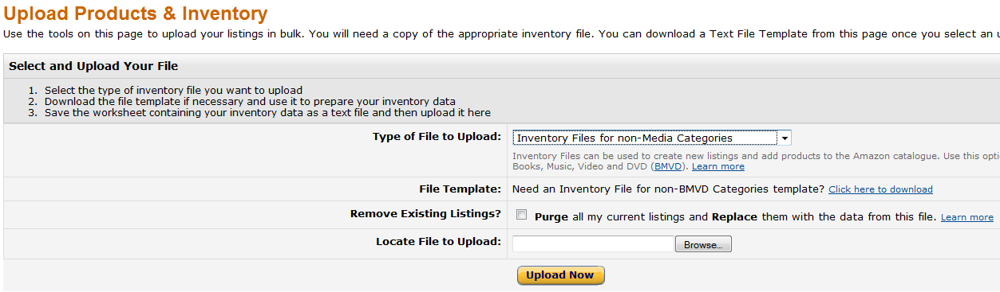 Upload Products & Inventory
Use the tools on this page to upload your listings in bulk. You will need a copy of the appropriate inventory file. You can download a Text File Template from this page once you select an
Select and Upload Your File
1. Select the type of inventory file you want to upload
2. Download the file template if necessary and use it to prepare your inventory data
3. Save the worksheet containing your inventory data as a text file and then upload it here
Type of File to Upload: Inventory Files for non-Media Categories
Inventory Files can be used to create new listings and add products to the Amazon catalogue. Use this
Books, Music, Video and DVD (BMVD). Learn more
File Template: Need an Inventory File for non-BMVD Categories template? Click here to download
Remove Existing Listings? Purge all my current listings and Replace them with the data from this file. Learn more
Locate File to Upload: Browse...
Upload Now